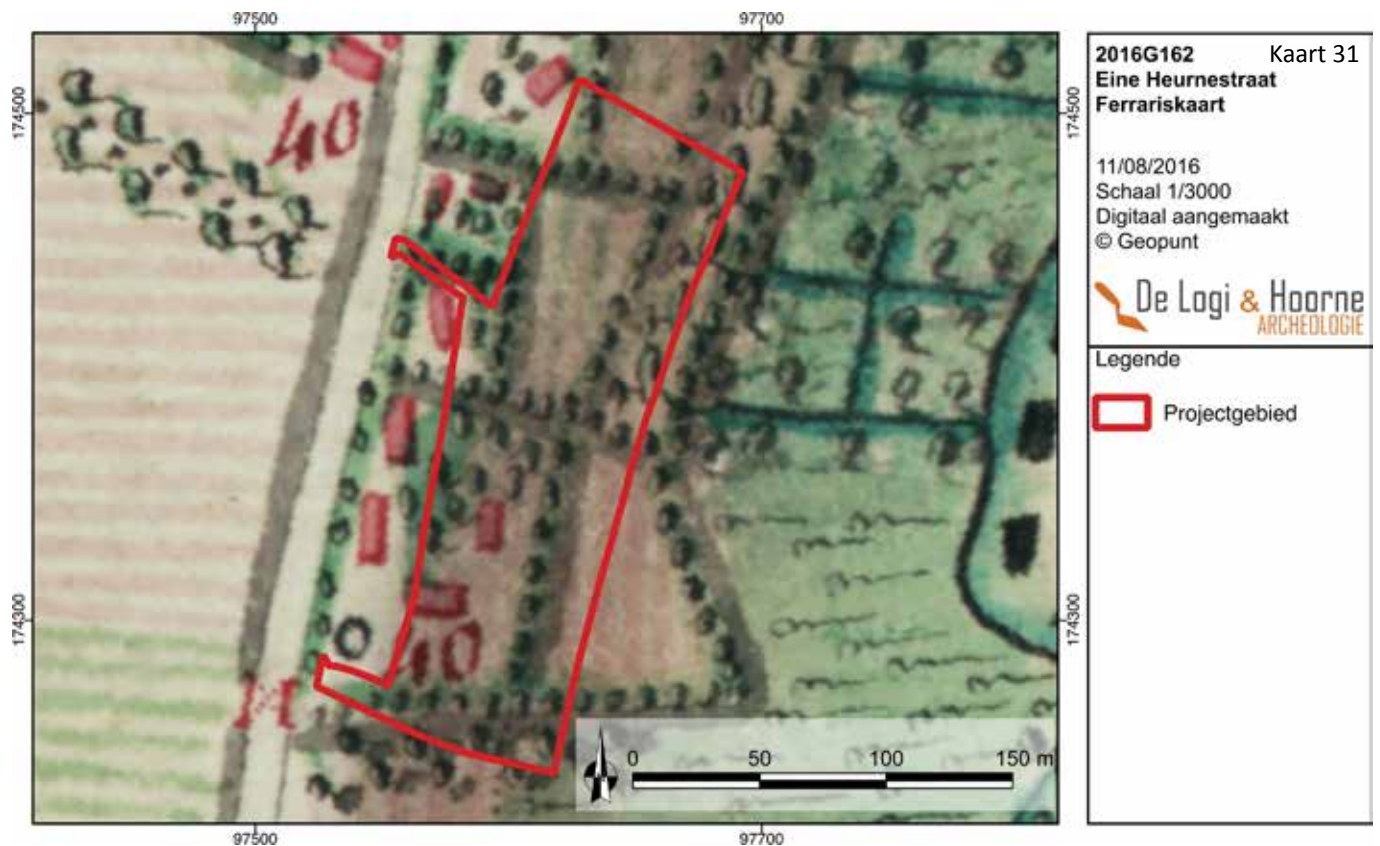 97500 97700
174500 174500
174300 174300
97500 97700
40
40
0 50 100 150 m
2016G162 Kaart 31
Eine Heurnestraat
Ferrariskaart
11/08/2016
Schaal 1/3000
Digitaal aangemaakt
© Geopunt
De Logi & Hoorne
ARCHEOLOGIE
Legende
Projectgebied